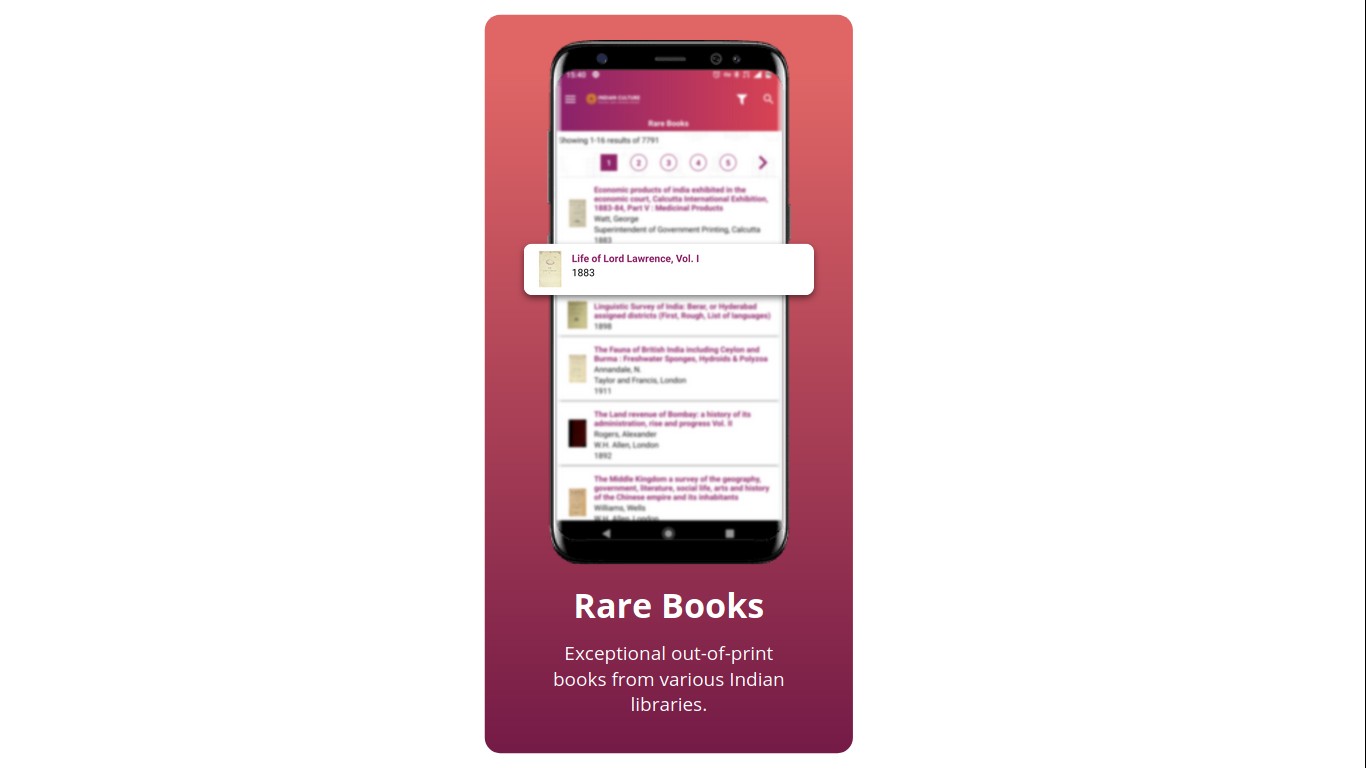 15:40
INDIAN CULTURE
Rare Books
Showing 1-16 results of 7791
1 2 3 4 5
Economic products of india exhibited in the
economic court, Calcutta International Exhibition,
1883-84, Part V : Medicinal Products
Watt, George
Superintendent of Government Printing, Calcutta
1883
Life of Lord Lawrence, Vol. I
1883
Linguistic Survey of India: Berar, or Hyderabad
assigned districts (First, Rough, List of languages)
1898
The Fauna of British India including Ceylon and
Burma : Freshwater Sponges, Hydroids & Polyzoa
Annandale, N.
Taylor and Francis, London
1911
The Land revenue of Bombay: a history of its
administration, rise and progress Vol. II
Rogers, Alexander
W.H. Allen, London
1892
The Middle Kingdom a survey of the geography,
government, literature, social life, arts and history
of the Chinese empire and its inhabitants
Williams, Wells
W.H. Allen, London
Rare Books
Exceptional out-of-print
books from various Indian
libraries.